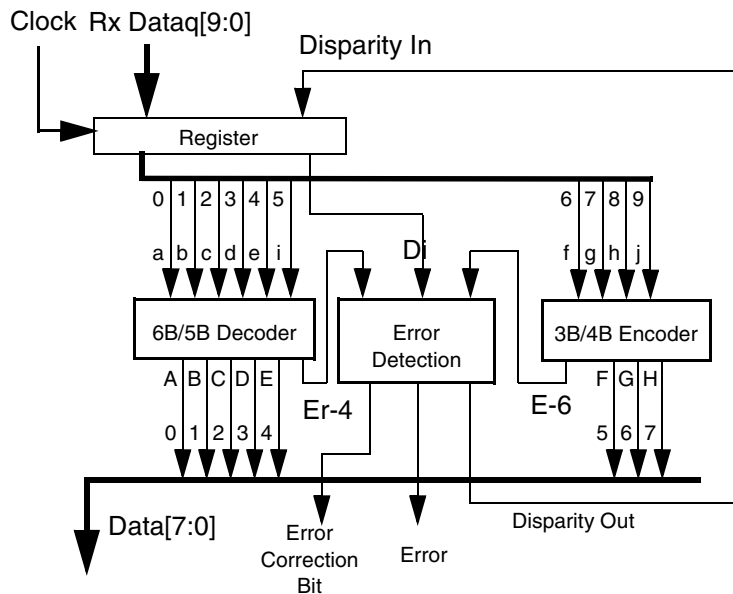 Clock Rx Dataq[9:0]
Disparity In
Register
0 1 2 3 4 5
6 7 8 9
a b c d e i
Di
f g h j
6B/5B Decoder
Error
Detection
3B/4B Encoder
A B C D E
Er-4
E-6
F G H
0 1 2 3 4
5 6 7
Data[7:0]
Error
Correction
Bit
Error
Disparity Out